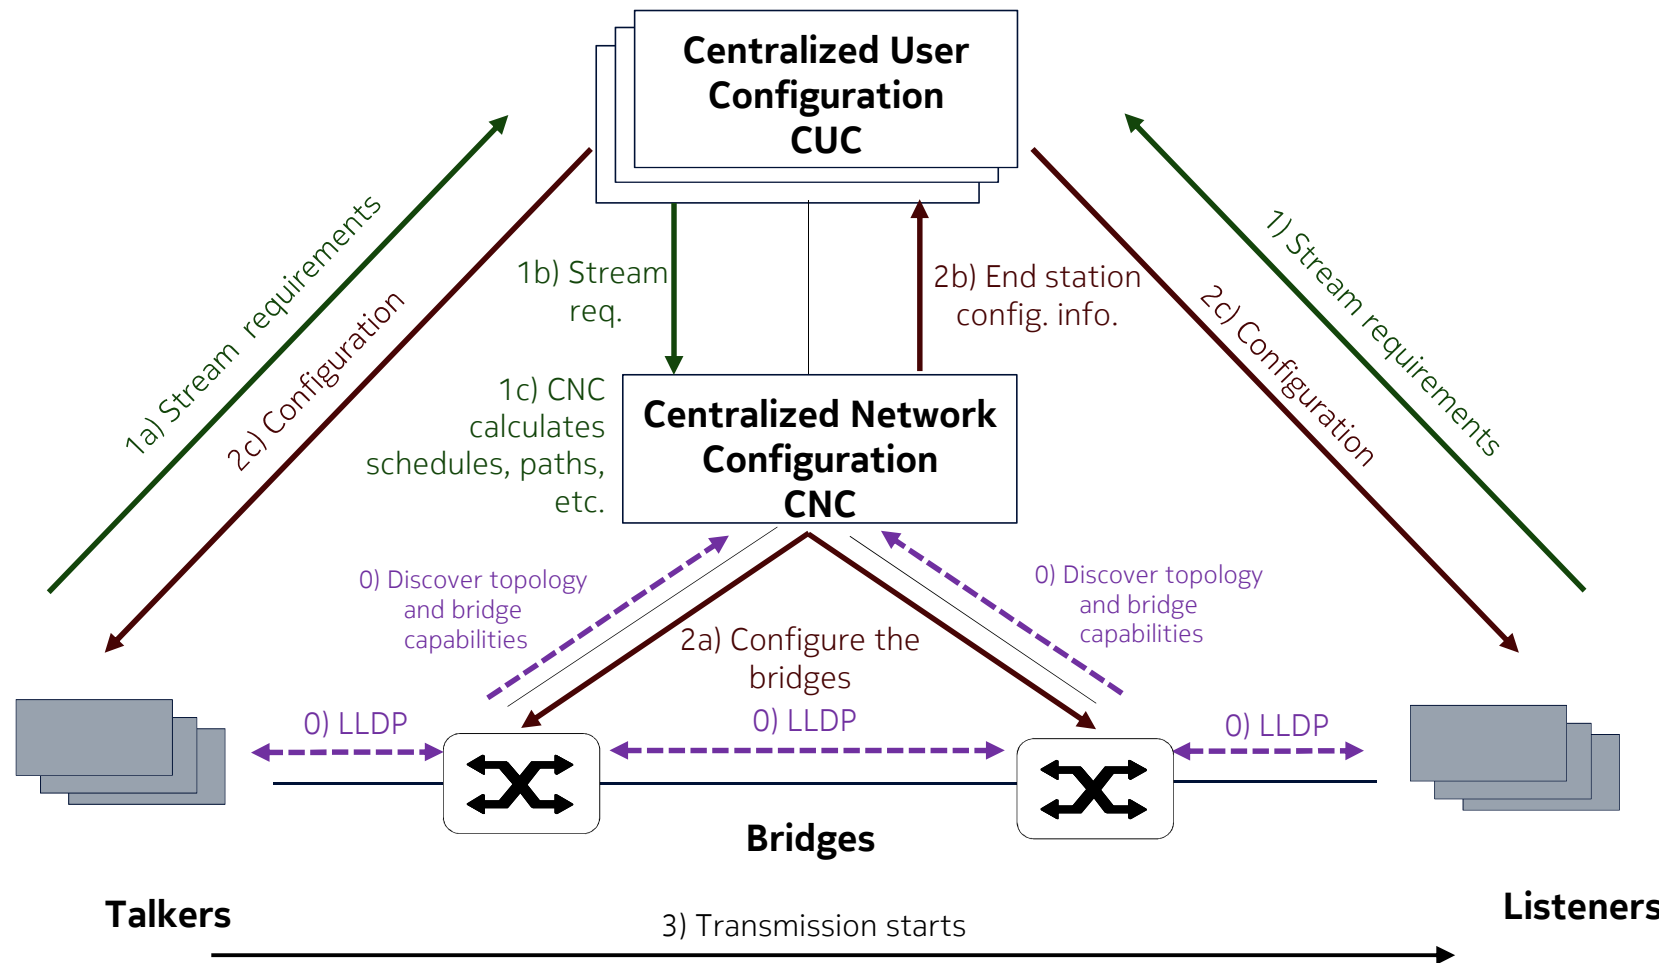 Centralized User
Configuration
CUC
1a) Stream requirements
2c) Configuration
1b) Stream
req.
2b) End station
config. info.
2c) Configuration
1) Stream requirements
1c) CNC
calculates
schedules, paths,
etc.
Centralized Network
Configuration
CNC
0) Discover topology
and bridge
capabilities
0) Discover topology
and bridge
capabilities
2a) Configure the
bridges
0) LLDP
0) LLDP
0) LLDP
Bridges
Talkers
Listeners
3) Transmission starts